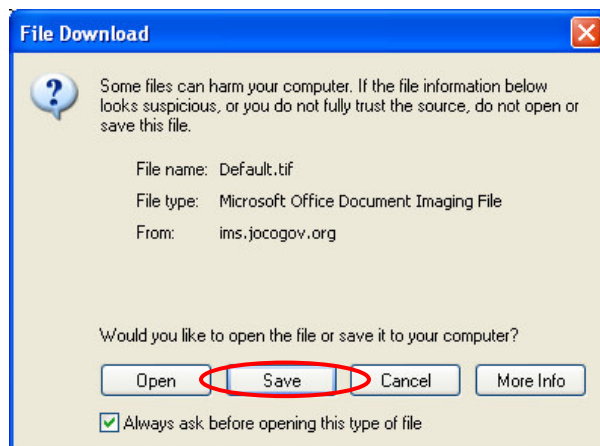 File Download
Some files can harm your computer. If the file information below
looks suspicious, or you do not fully trust the source, do not open or
save this file.
File name: Default.tif
File type: Microsoft Office Document Imaging File
From: ims.jocogov.org
Would you like to open the file or save it to your computer?
Open Save Cancel More Info
Always ask before opening this type of file